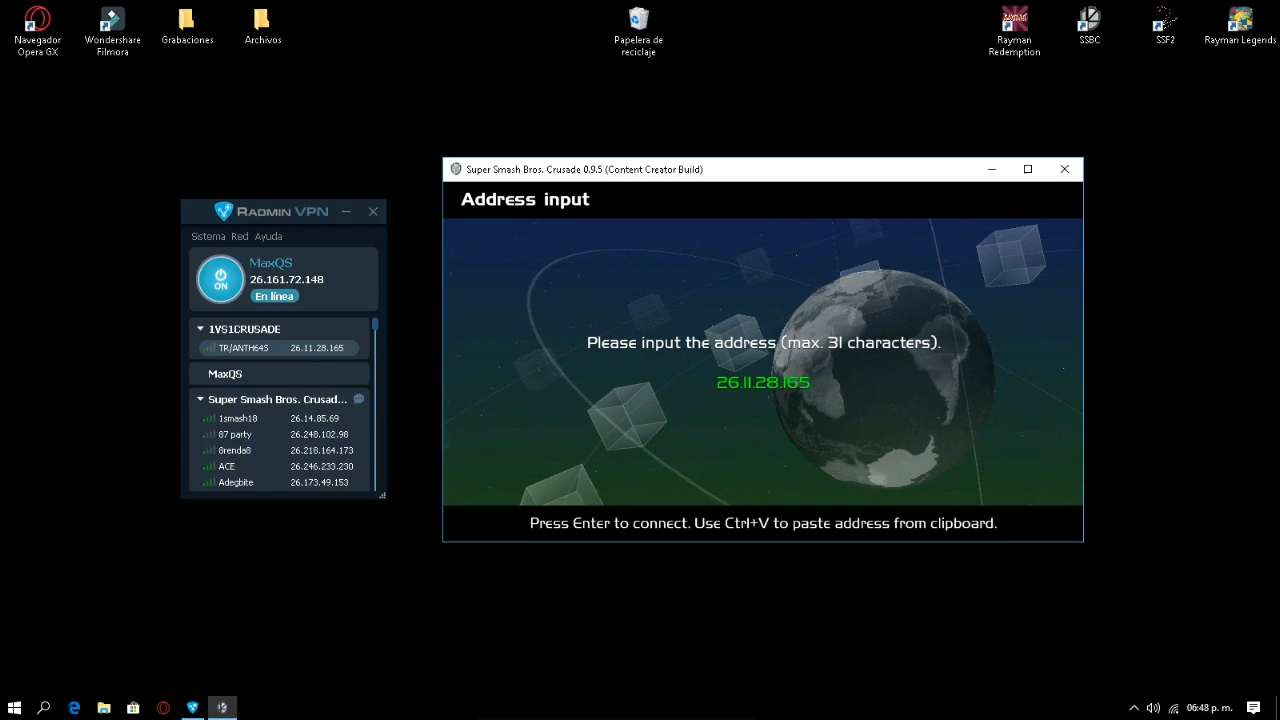 Navegador
Opera GX
Wondershare
Filmora
Grabaciones
Archivos
Papelera de
reciclaje
Rayman
Redemption
SSBC
SSF2
Rayman Legends
Super Smash Bros. Crusade 0.9.5 (Content Creator Build)
Address input
Please input the address (max. 31 characters).
26.11.28.165
Press Enter to connect. Use Ctrl+V to paste address from clipboard.
RADMIN VPN
Sistema Red Ayuda
ON
MaxQS
26.161.72.148
En línea
1VS1CRUSADE
TR/ANTH64S 26.11.28.165
MaxQS
Super Smash Bros. Crusad...
1smash18 26.14.85.69
87 party 26.248.102.98
8renda8 26.218.164.173
ACE 26.246.233.230
Adegbite 26.173.49.153
06:48 p. m.